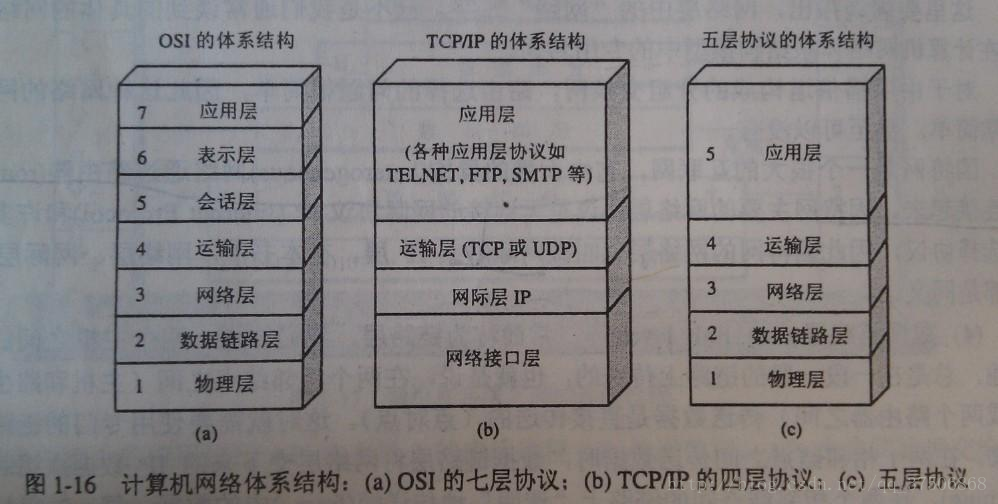 OSI 的体系结构
TCP/IP 的体系结构
五层协议的体系结构
7 应用层
6 表示层
5 会话层
4 运输层
3 网络层
2 数据链路层
1 物理层
(a)
应用层
(各种应用层协议如
TELNET, FTP, SMTP 等)
运输层 (TCP 或 UDP)
网际层 IP
网络接口层
(b)
5 应用层
4 运输层
3 网络层
2 数据链路层
1 物理层
(c)
图 1-16 计算机网络体系结构：(a) OSI 的七层协议；(b) TCP/IP 的四层协议；(c) 五层协议